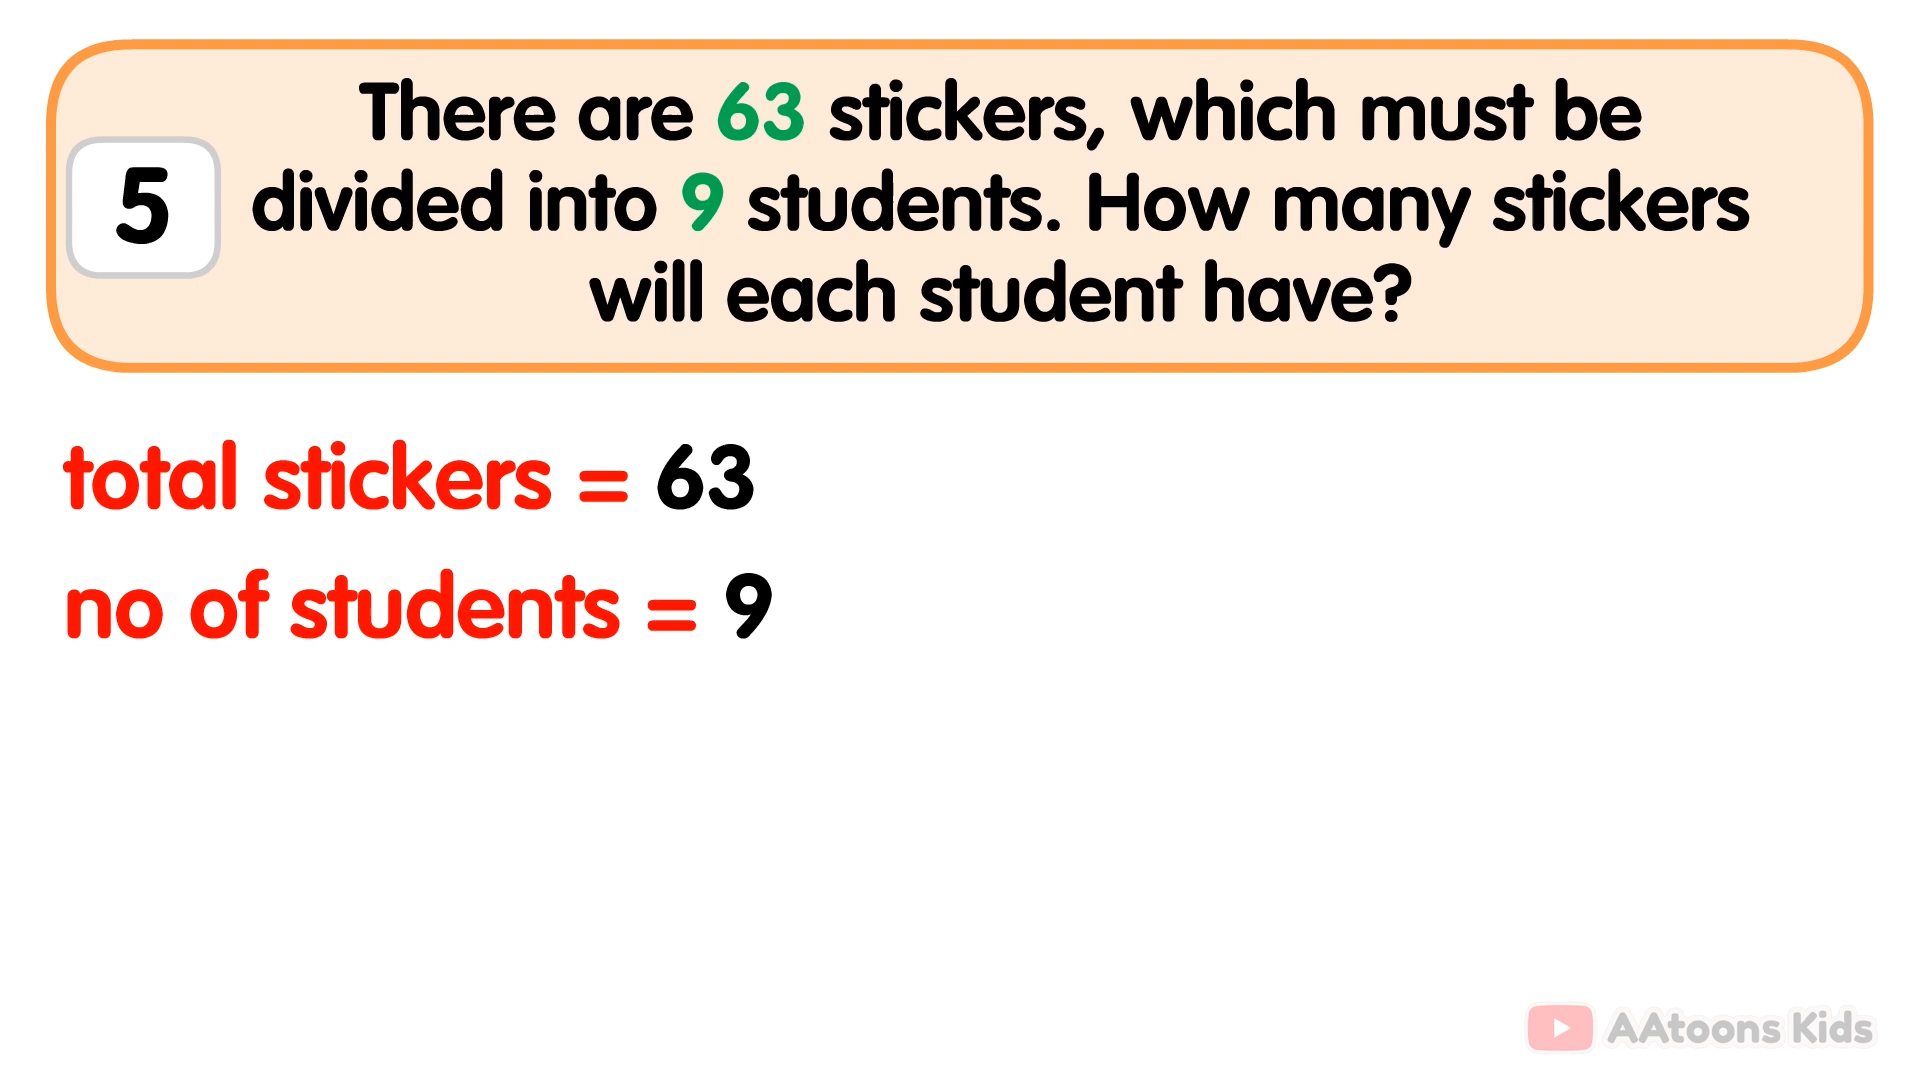 There are 63 stickers, which must be
5
divided into 9 students. How many stickers
will each student have?
total stickers = 63
no of students = 9
AAtoons Kids